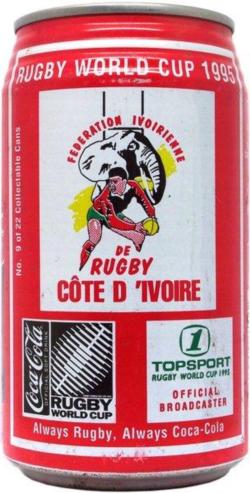 RUGBY WORLD CUP 1995
No. 9 of 22 Collectable Cans
FEDERATION IVOIRIENNE
DE
RUGBY
CÔTE D 'IVOIRE
Coca-Cola
RUGBY
WORLD CUP
1
TOPSPORT
RUGBY WORLD CUP 1995
OFFICIAL
BROADCASTER
Always Rugby, Always Coca-Cola